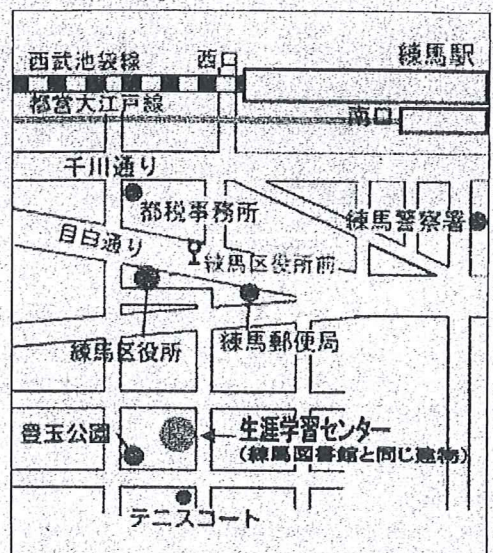 西武池袋線
西口
練馬駅
都営大江戸線
南口
千川通り
都税事務所
練馬警察署
目白通り
練馬区役所前
練馬区役所
練馬郵便局
豊玉公園
生涯学習センター
(練馬図書館と同じ建物)
テニスコート